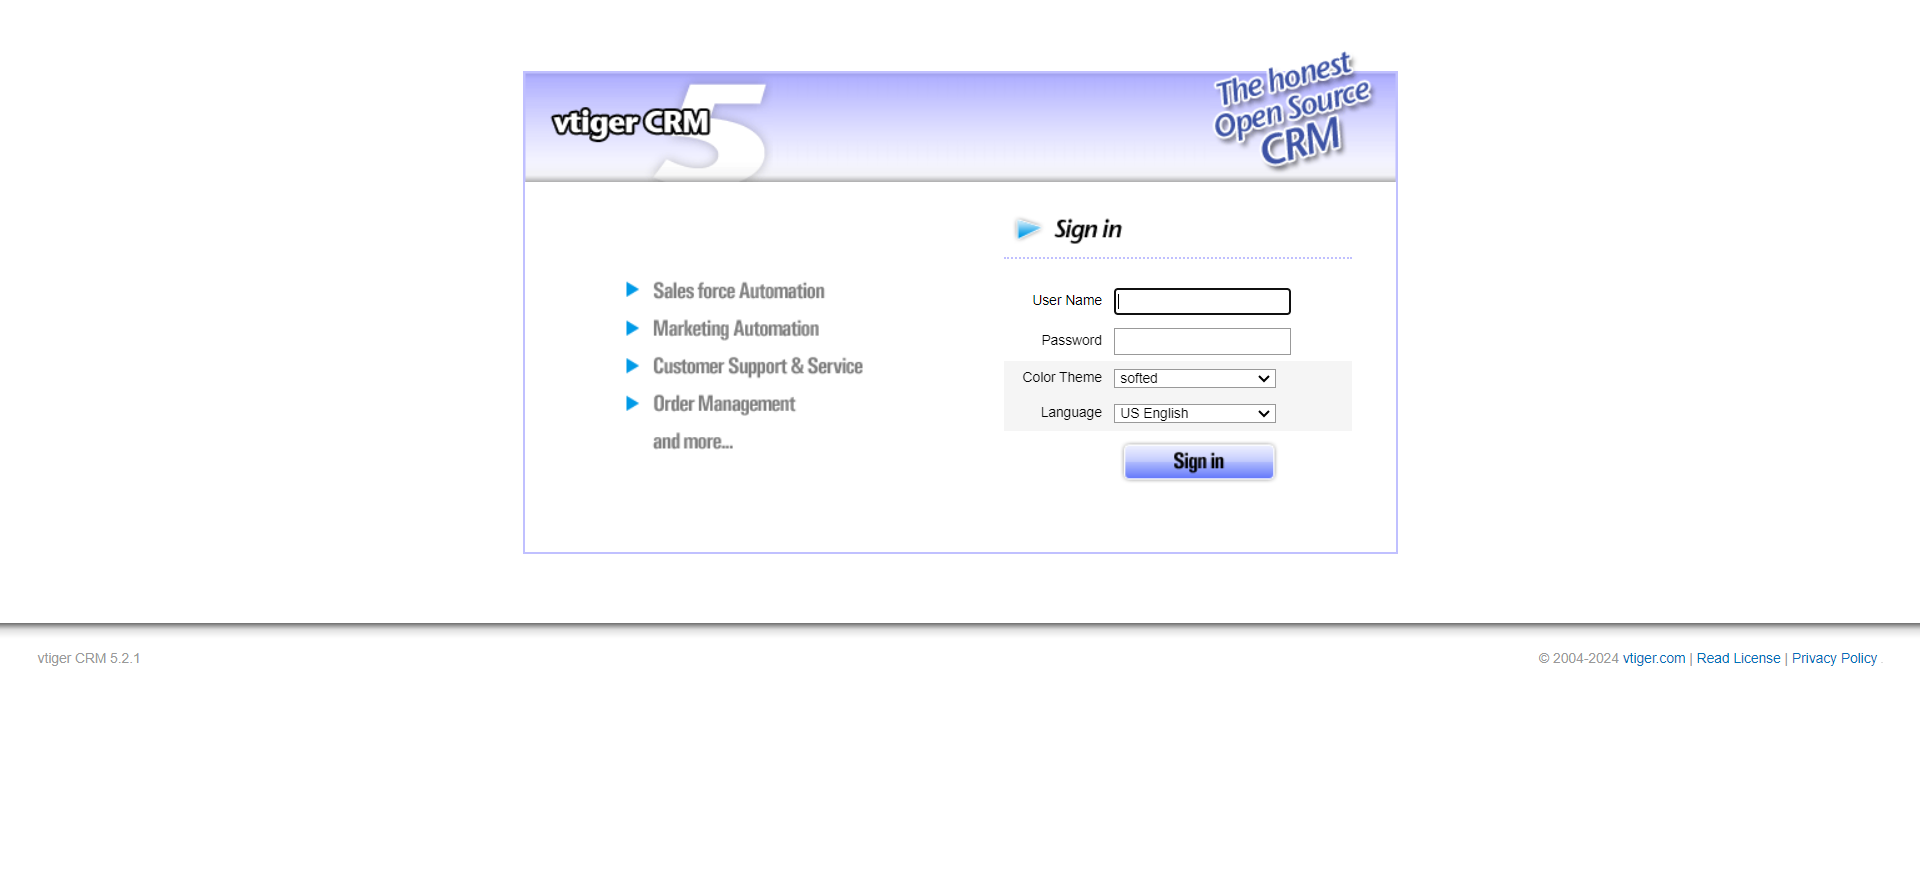 vtiger CRM 5
The honest
Open Source
CRM
Sign in
Sales force Automation
Marketing Automation
Customer Support & Service
Order Management
and more...
User Name
Password
Color Theme softed
Language US English
Sign in
vtiger CRM 5.2.1
© 2004-2024 vtiger.com | Read License | Privacy Policy